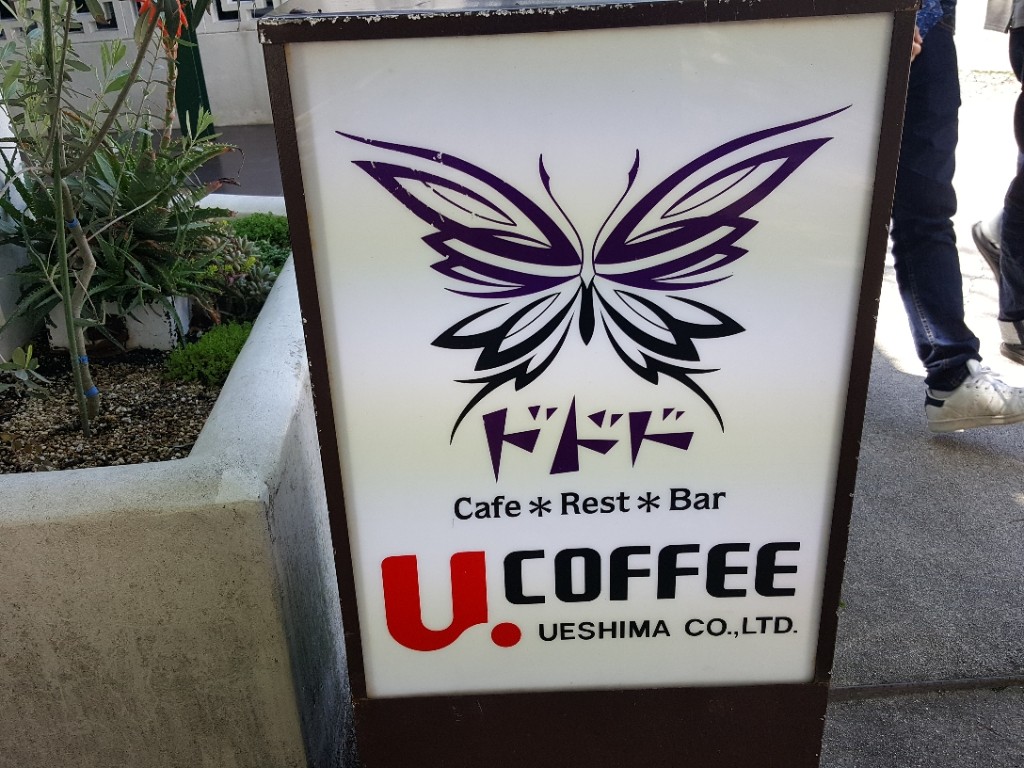 ドドド
Cafe＊Rest＊Bar
U. COFFEE
UESHIMA CO.,LTD.